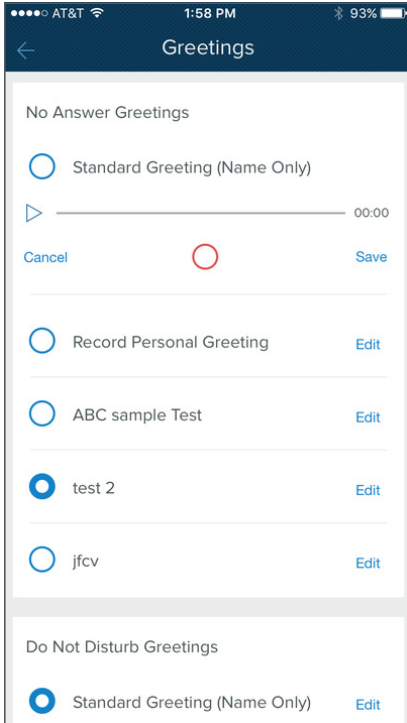 AT&T 1:58 PM 93%
Greetings
No Answer Greetings
Standard Greeting (Name Only)
00:00
Cancel Save
Record Personal Greeting Edit
ABC sample Test Edit
test 2 Edit
jfcv Edit
Do Not Disturb Greetings
Standard Greeting (Name Only) Edit